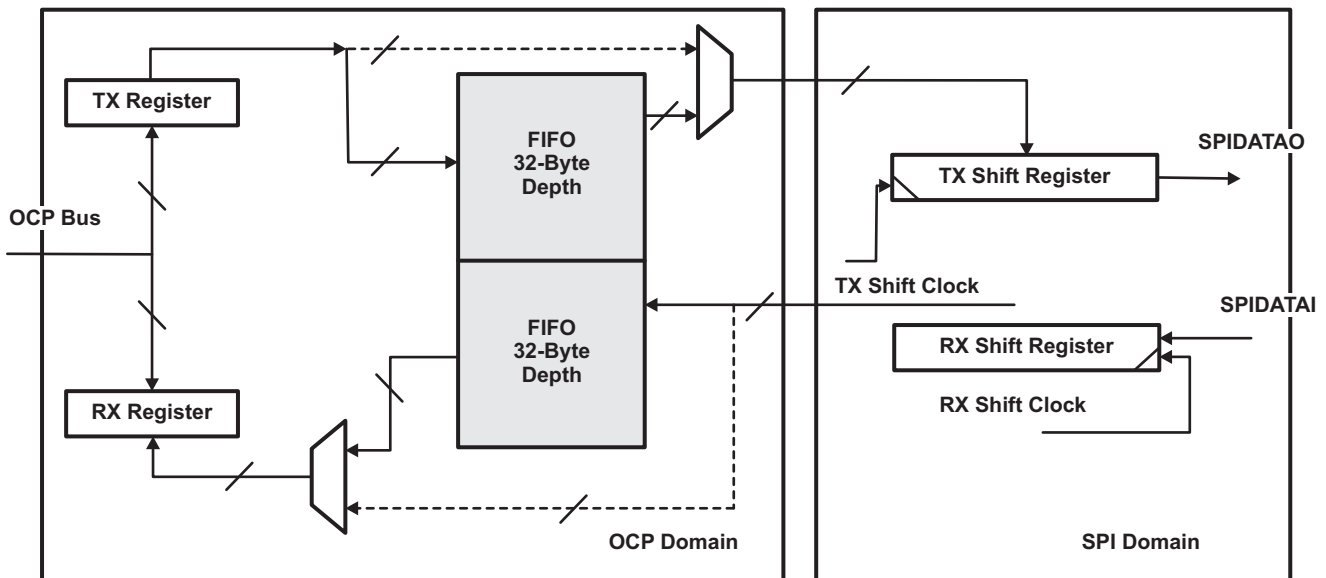 TX Register
FIFO
32-Byte
Depth
SPIDATAO
TX Shift Register
OCP Bus
TX Shift Clock
SPIDATAI
FIFO
32-Byte
Depth
RX Shift Register
RX Register
RX Shift Clock
OCP Domain
SPI Domain